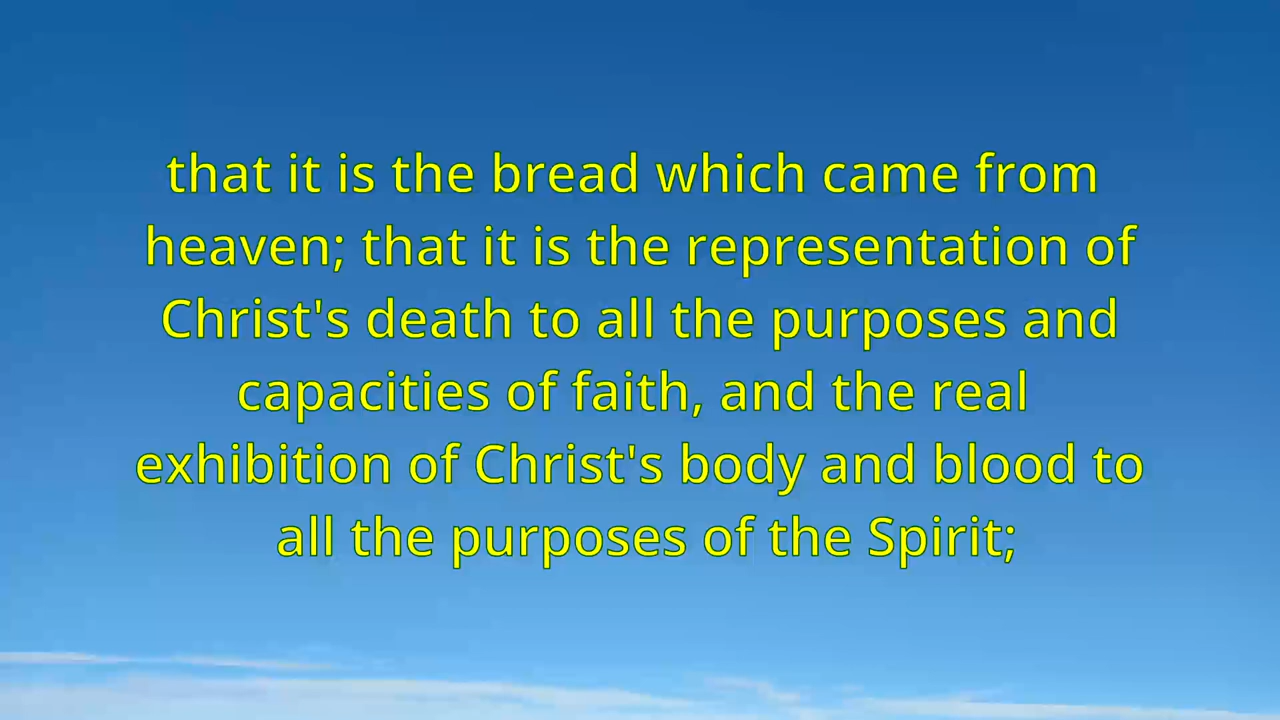 that it is the bread which came from
heaven; that it is the representation of
Christ's death to all the purposes and
capacities of faith, and the real
exhibition of Christ's body and blood to
all the purposes of the Spirit;